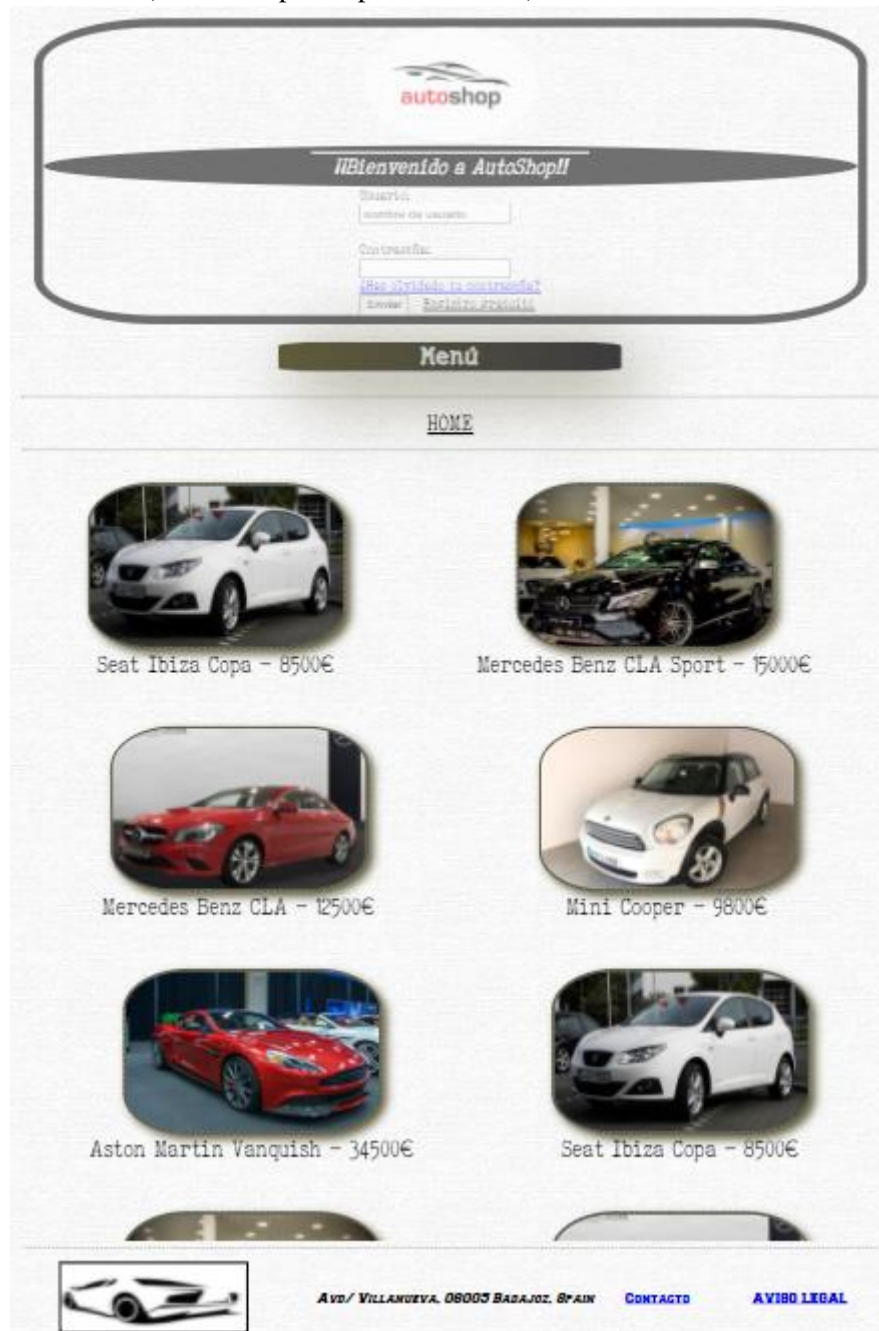 autoshop
¡¡Bienvenido a AutoShop!!
Usuario:
nombre de usuario
Contraseña:
¿Has olvidado tu contraseña?
Enviar Registro gratuito
Menú
HOME
Seat Ibiza Copa - 8500€
Mercedes Benz CLA Sport - 15000€
Mercedes Benz CLA - 12500€
Mini Cooper - 9800€
Aston Martin Vanquish - 34500€
Seat Ibiza Copa - 8500€
Avd/ Villanueva, 06005 Badajoz, Spain Contacto AVISO LEGAL